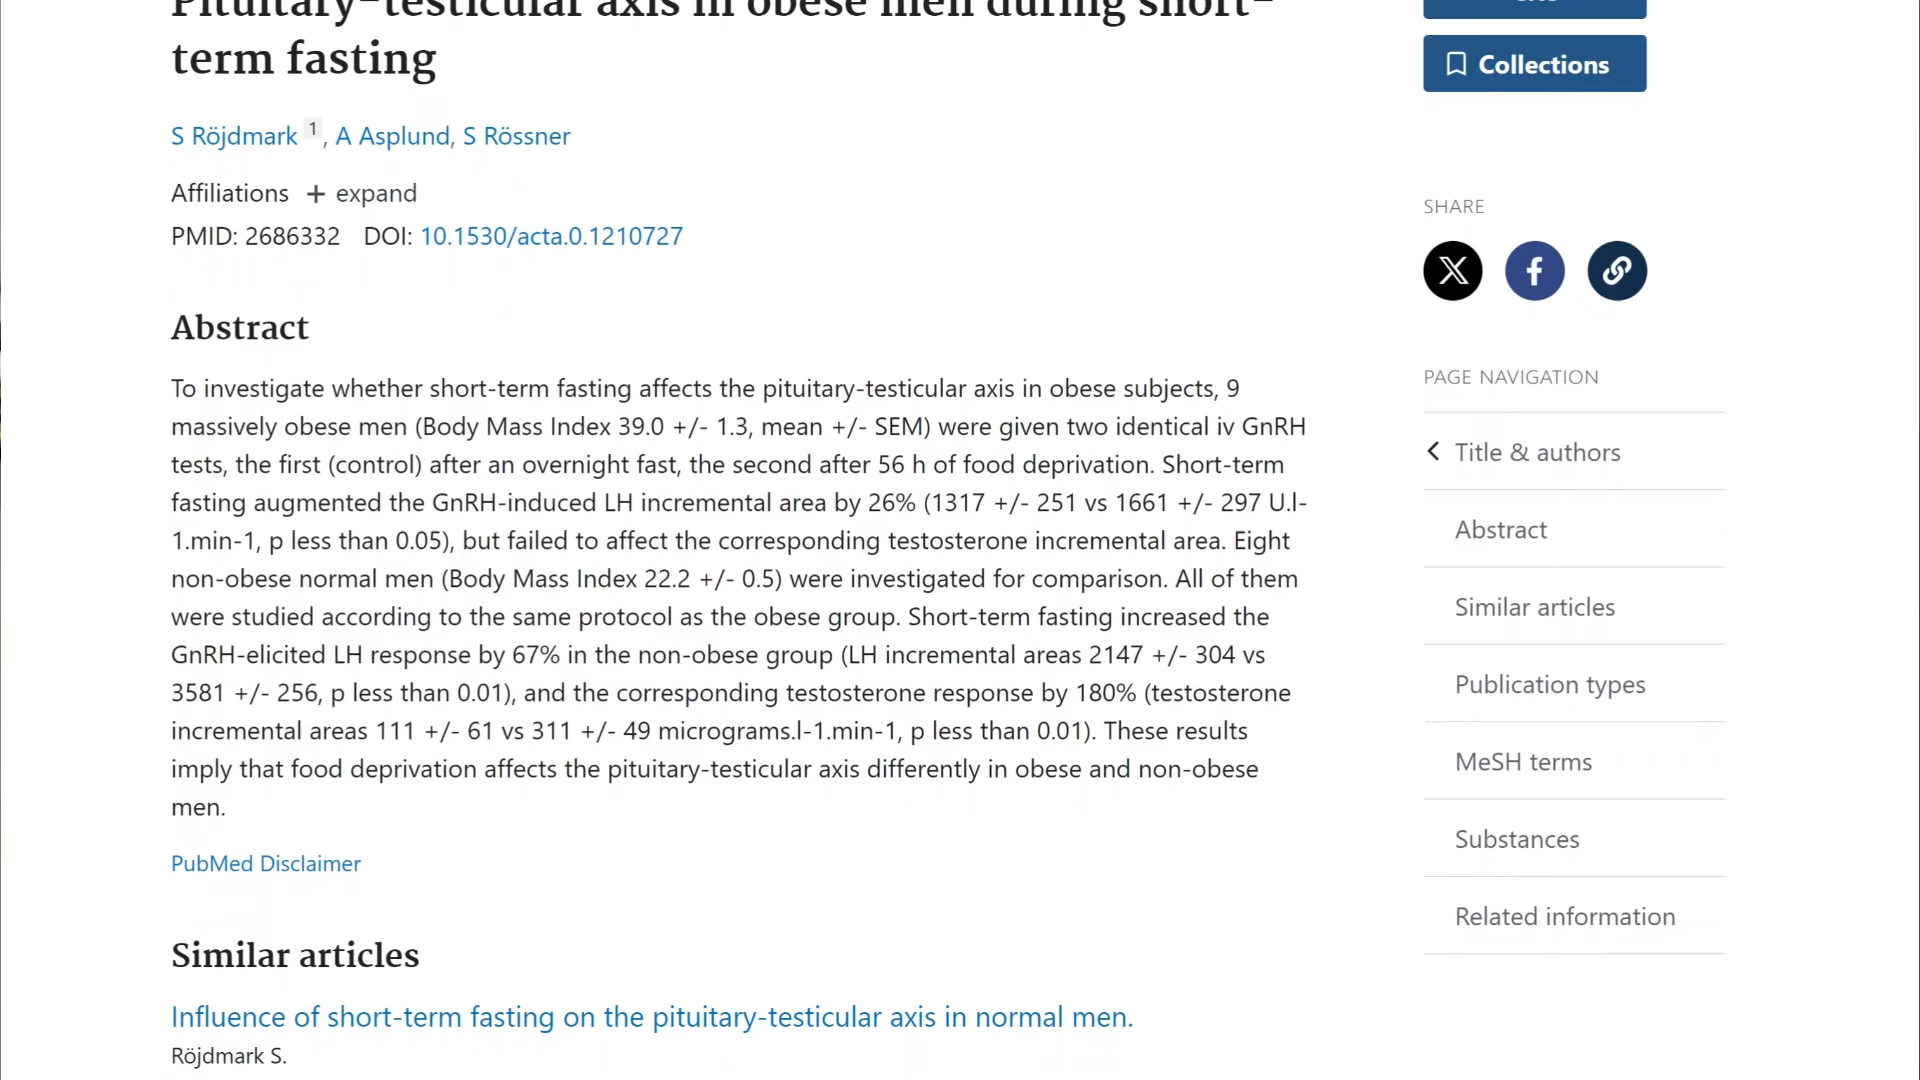 Pituitary-testicular axis in obese men during short-
term fasting
S Röjdmark 1, A Asplund, S Rössner
Affiliations + expand
PMID: 2686332 DOI: 10.1530/acta.0.1210727
Abstract
To investigate whether short-term fasting affects the pituitary-testicular axis in obese subjects, 9
massively obese men (Body Mass Index 39.0 +/- 1.3, mean +/- SEM) were given two identical iv GnRH
tests, the first (control) after an overnight fast, the second after 56 h of food deprivation. Short-term
fasting augmented the GnRH-induced LH incremental area by 26% (1317 +/- 251 vs 1661 +/- 297 U.l-
1.min-1, p less than 0.05), but failed to affect the corresponding testosterone incremental area. Eight
non-obese normal men (Body Mass Index 22.2 +/- 0.5) were investigated for comparison. All of them
were studied according to the same protocol as the obese group. Short-term fasting increased the
GnRH-elicited LH response by 67% in the non-obese group (LH incremental areas 2147 +/- 304 vs
3581 +/- 256, p less than 0.01), and the corresponding testosterone response by 180% (testosterone
incremental areas 111 +/- 61 vs 311 +/- 49 micrograms.l-1.min-1, p less than 0.01). These results
imply that food deprivation affects the pituitary-testicular axis differently in obese and non-obese
men.
PubMed Disclaimer
Similar articles
Influence of short-term fasting on the pituitary-testicular axis in normal men.
Röjdmark S.
Collections
SHARE
PAGE NAVIGATION
Title & authors
Abstract
Similar articles
Publication types
MeSH terms
Substances
Related information